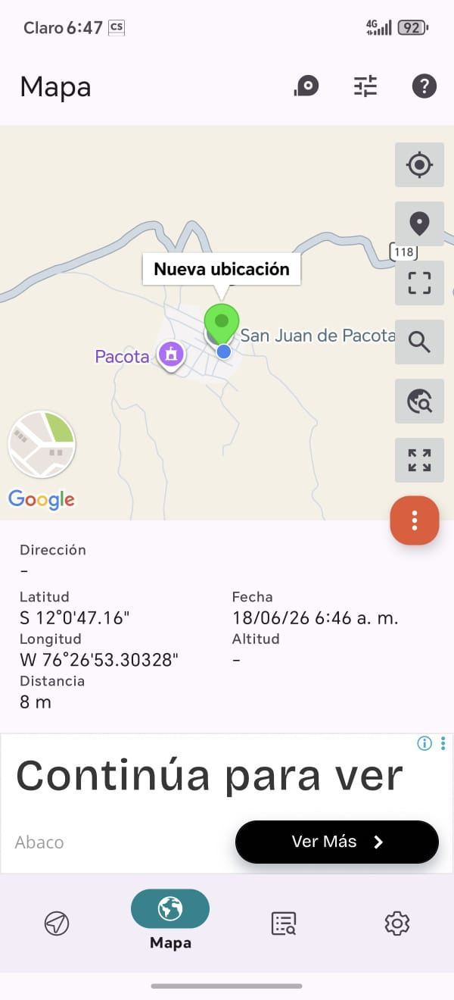 Claro 6:47 CS
4G 92
Mapa
118
Nueva ubicación
San Juan de Pacota
Pacota
Google
Dirección
-
Latitud
S 12°0'47.16"
Fecha
18/06/26 6:46 a. m.
Longitud
W 76°26'53.30328"
Altitud
-
Distancia
8 m
Continúa para ver
Abaco
Ver Más
Mapa